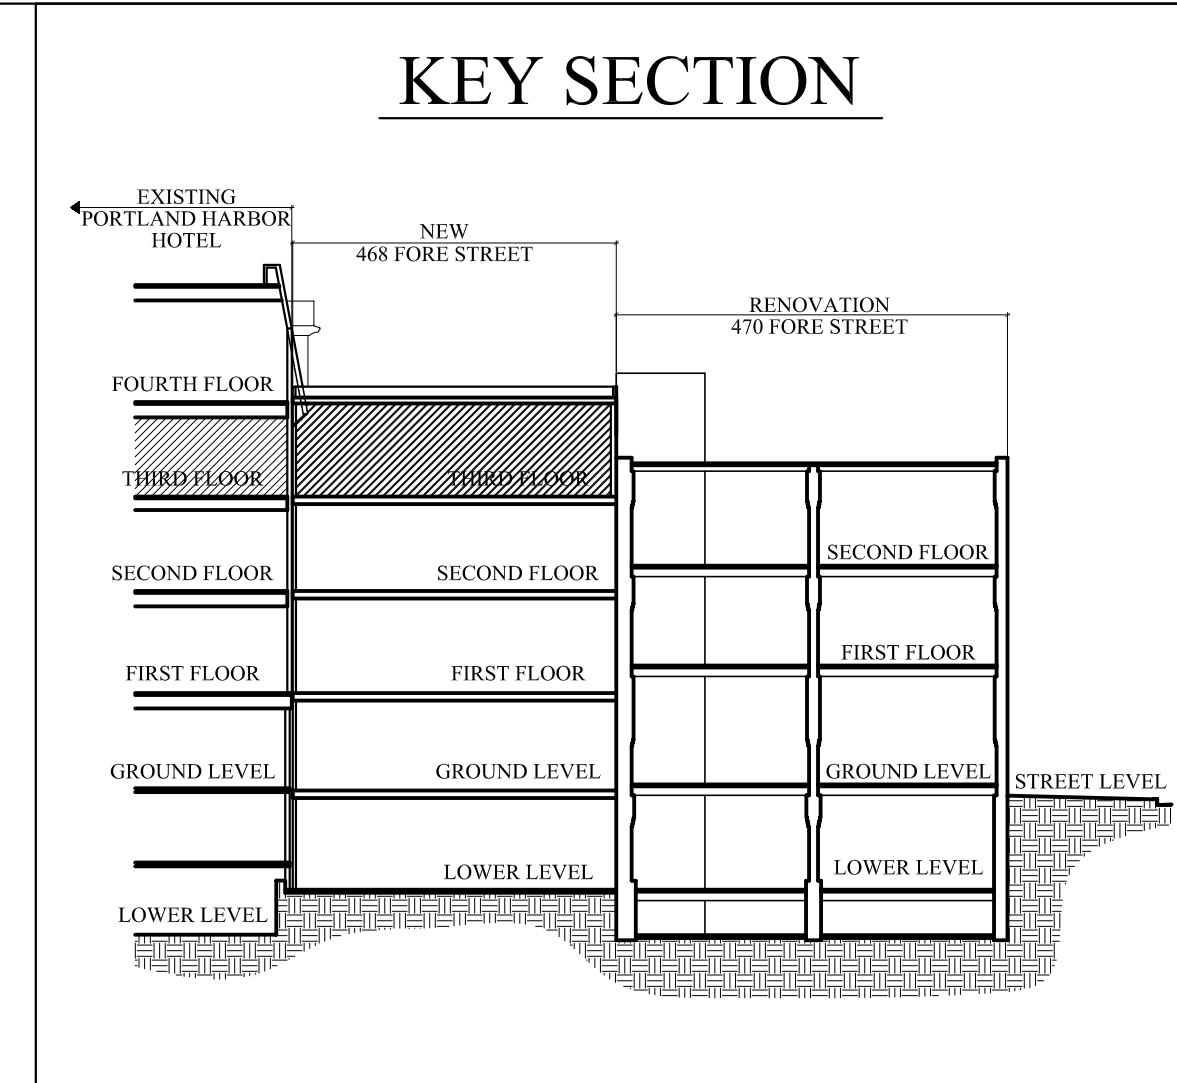 KEY SECTION
EXISTING
PORTLAND HARBOR
HOTEL
NEW
468 FORE STREET
RENOVATION
470 FORE STREET
FOURTH FLOOR
THIRD FLOOR
THIRD FLOOR
SECOND FLOOR
SECOND FLOOR
SECOND FLOOR
FIRST FLOOR
FIRST FLOOR
FIRST FLOOR
GROUND LEVEL
GROUND LEVEL
GROUND LEVEL
STREET LEVEL
LOWER LEVEL
LOWER LEVEL
LOWER LEVEL